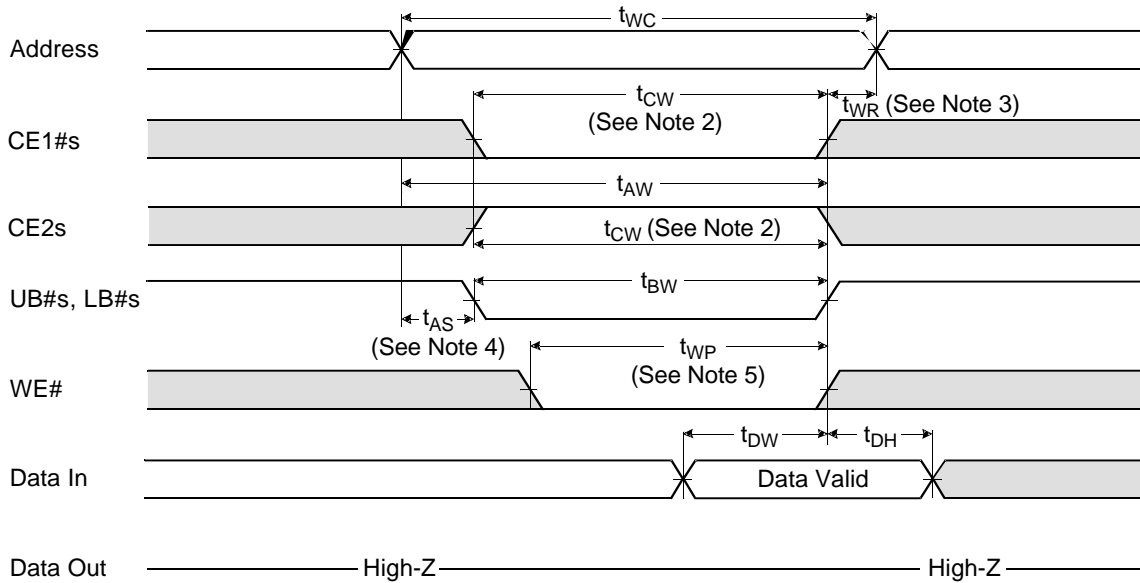 tWC
Address
tCW
(See Note 2)
tWR (See Note 3)
CE1#s
tAW
CE2s
tCW (See Note 2)
tBW
UB#s, LB#s
tAS
(See Note 4)
tWP
(See Note 5)
WE#
tDW
tDH
Data In
Data Valid
Data Out
High-Z
High-Z